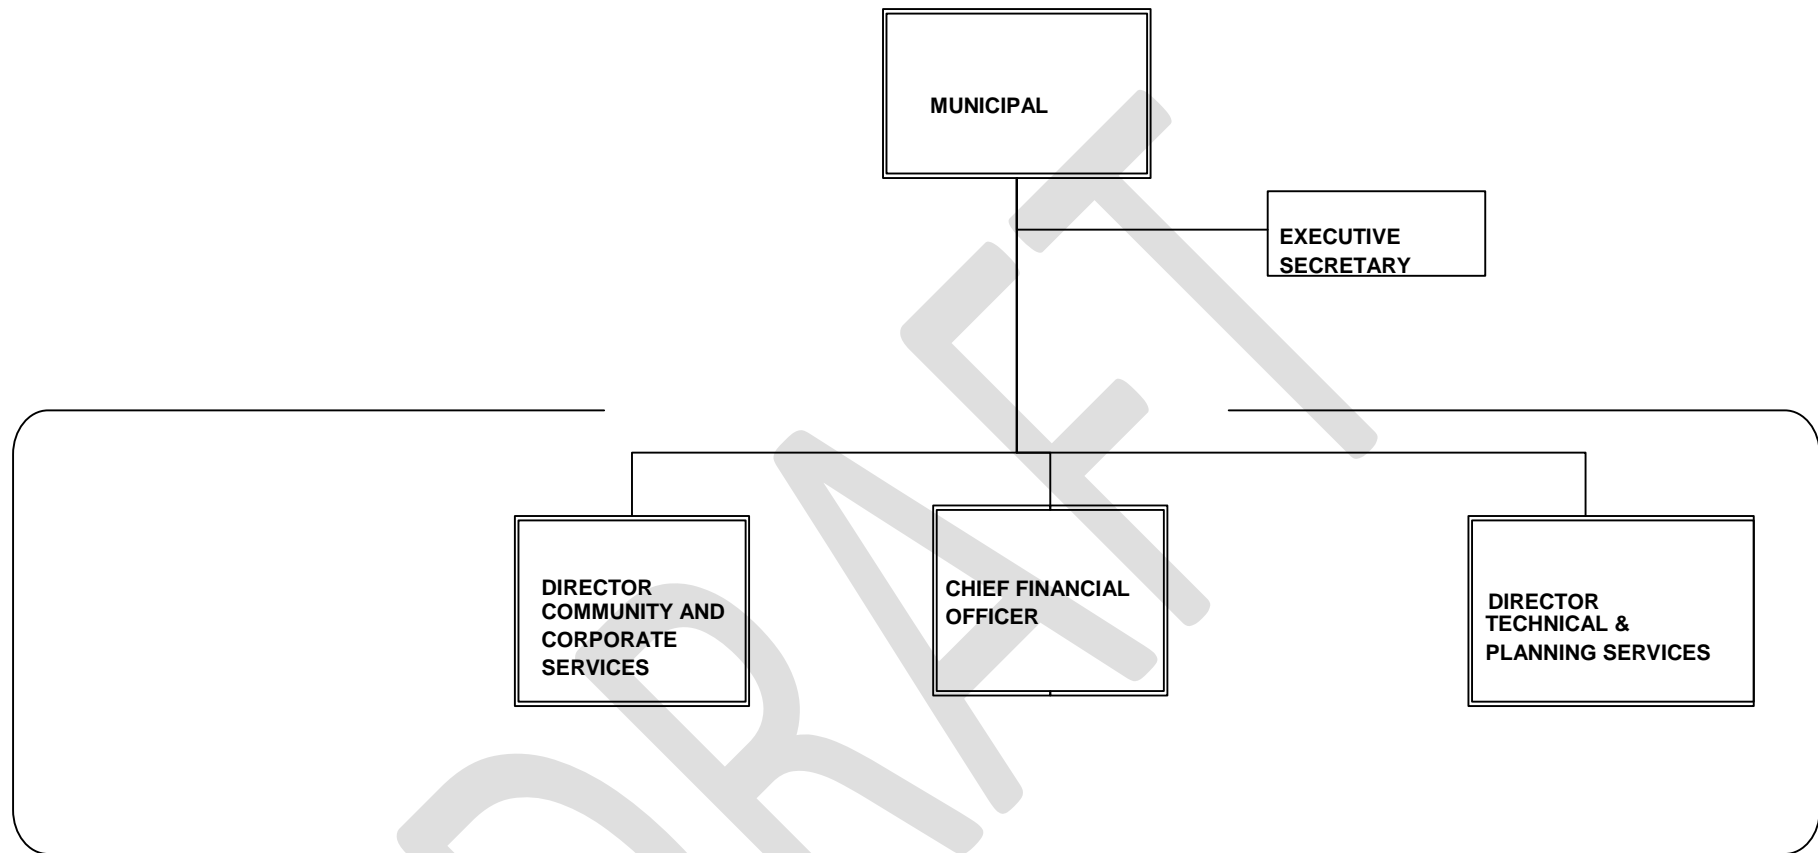 MUNICIPAL
EXECUTIVE
SECRETARY
DIRECTOR
COMMUNITY AND
CORPORATE
SERVICES
CHIEF FINANCIAL
OFFICER
DIRECTOR
TECHNICAL &
PLANNING SERVICES
DRAFT